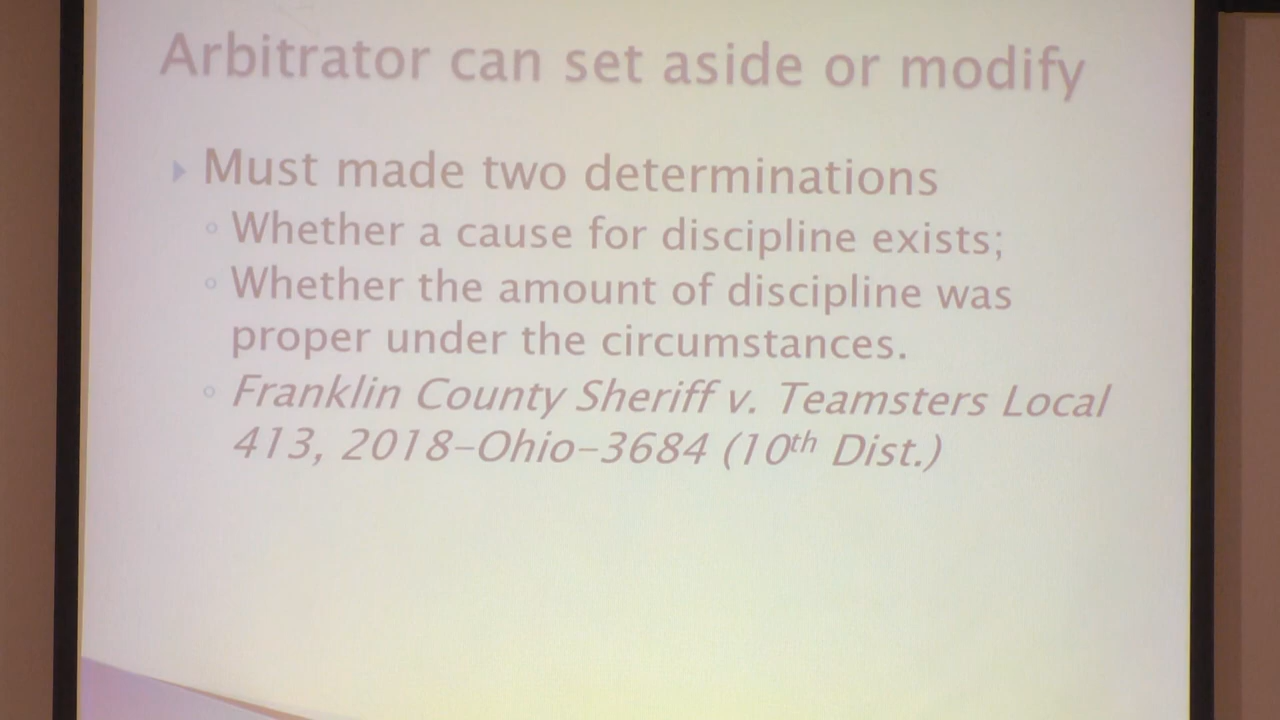 Arbitrator can set aside or modify
Must made two determinations
Whether a cause for discipline exists;
Whether the amount of discipline was
proper under the circumstances.
Franklin County Sheriff v. Teamsters Local
413, 2018-Ohio-3684 (10th Dist.)